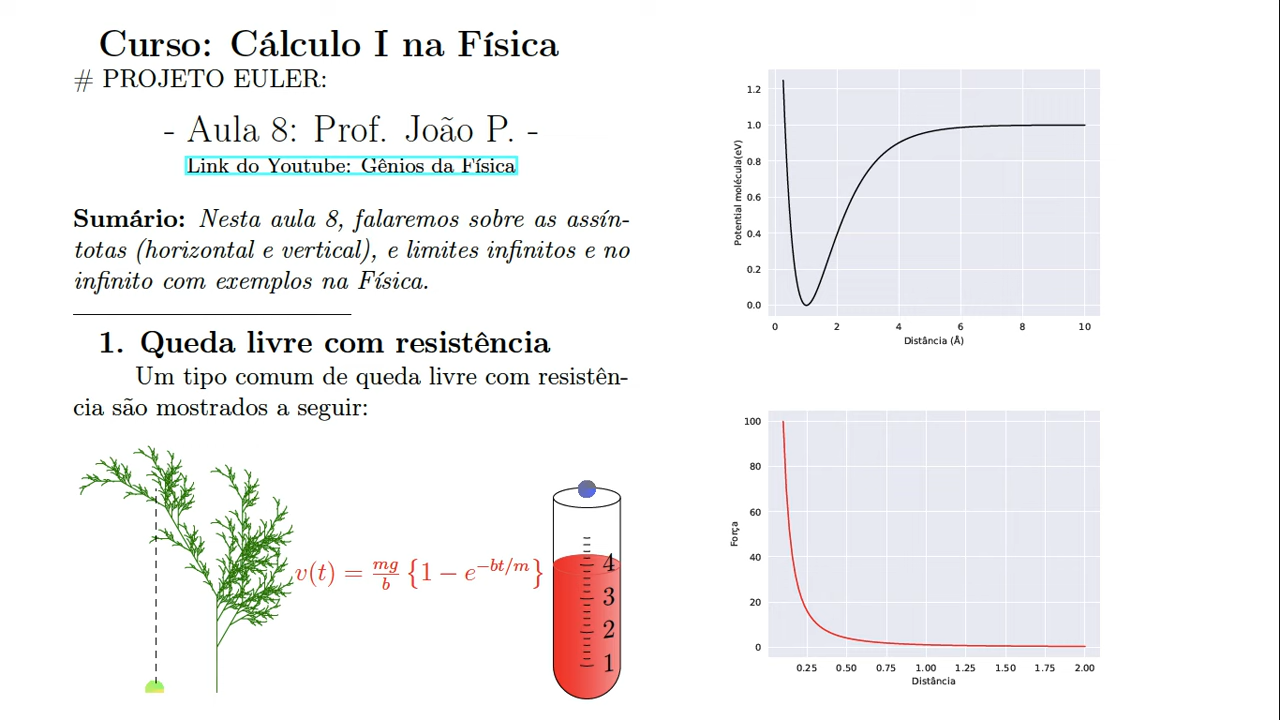 Curso: Cálculo I na Física
# PROJETO EULER:
- Aula 8: Prof. João P. -
Link do Youtube: Gênios da Física
Sumário: Nesta aula 8, falaremos sobre as assín-
totas (horizontal e vertical), e limites infinitos e no
infinito com exemplos na Física.
1. Queda livre com resistência
Um tipo comum de queda livre com resistên-
cia são mostrados a seguir:
v(t) = mg/b {1 − e^{−bt/m}}
4
3
2
1
1.2
1.0
0.8
0.6
0.4
0.2
0.0
Potential molécula(eV)
0 2 4 6 8 10
Distância (Å)
100
80
60
40
20
0
Força
0.25 0.50 0.75 1.00 1.25 1.50 1.75 2.00
Distância